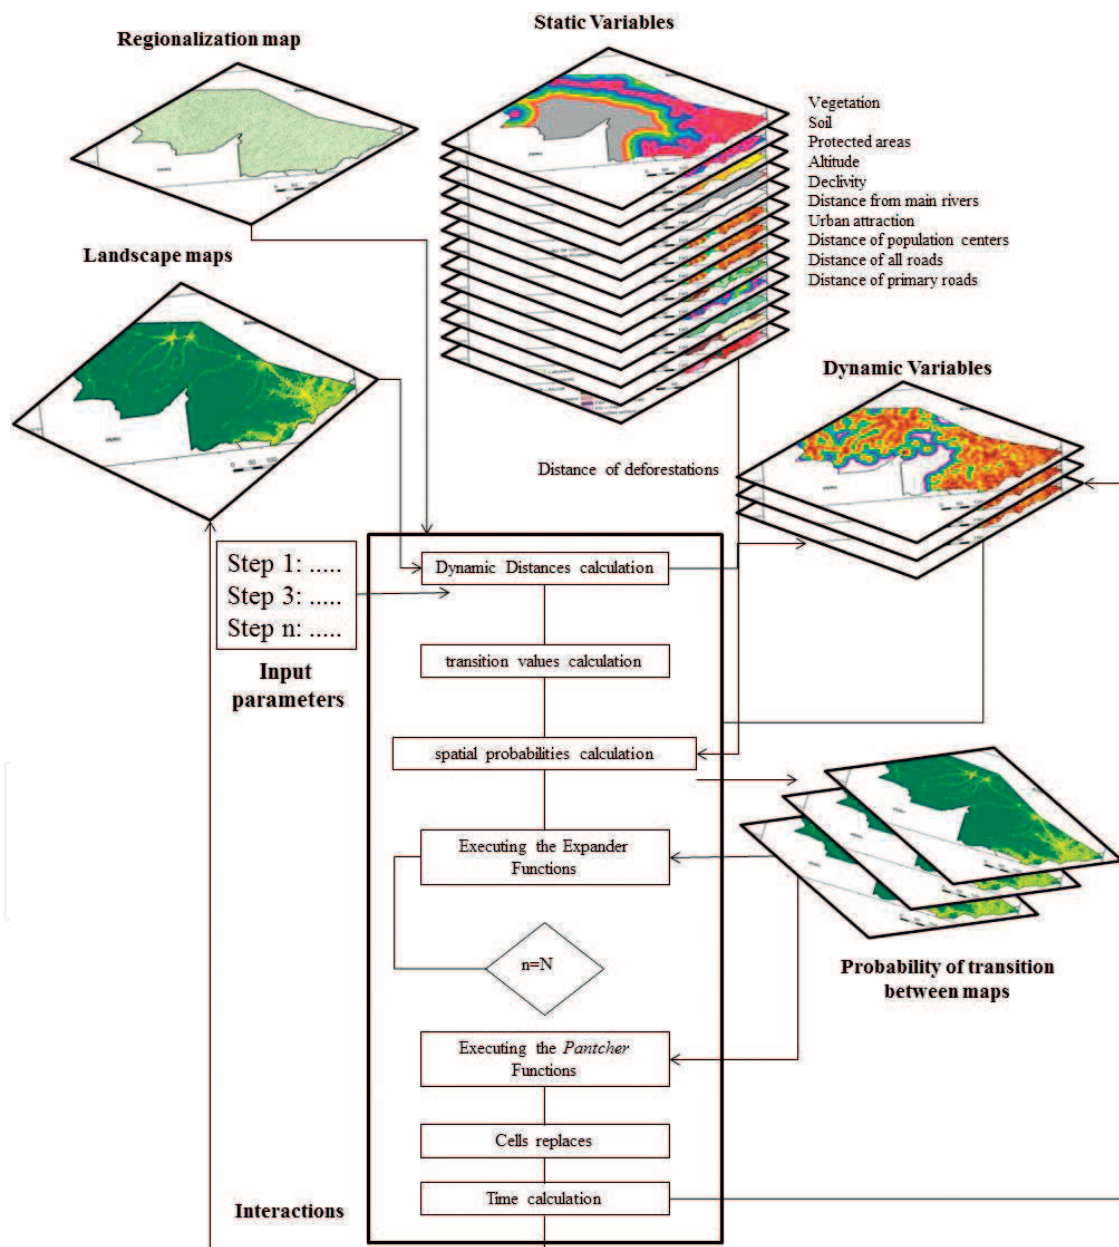 Static Variables
Regionalization map
Vegetation
Soil
Protected areas
Altitude
Declivity
Distance from main rivers
Urban attraction
Distance of population centers
Distance of all roads
Distance of primary roads
Landscape maps
Dynamic Variables
Distance of deforestations
Step 1: .....
Step 3: .....
Step n: .....
Input
parameters
Dynamic Distances calculation
transition values calculation
spatial probabilities calculation
Executing the Expander
Functions
n=N
Probability of transition
between maps
Executing the Pantcher
Functions
Cells replaces
Time calculation
Interactions